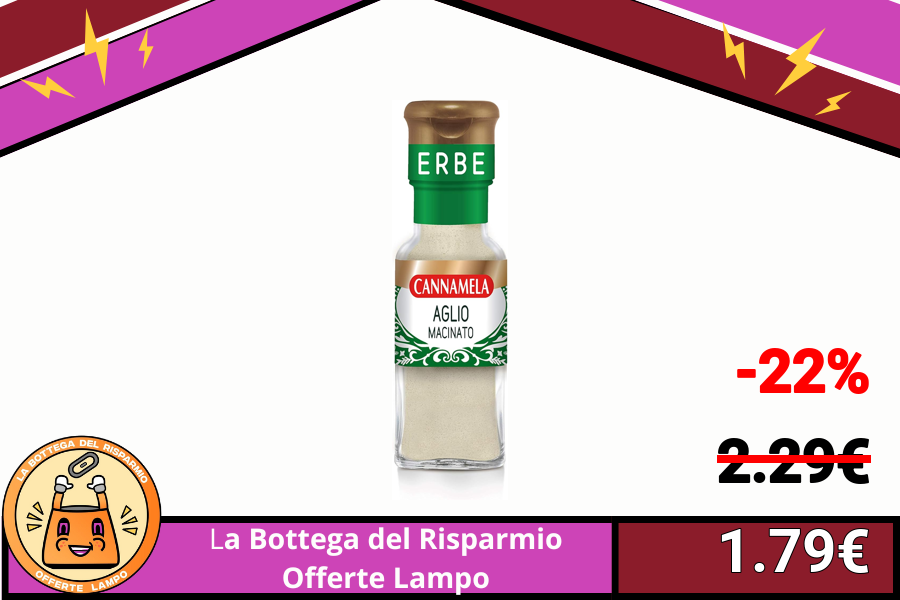 ERBE
CANNAMELA
AGLIO
MACINATO
-22%
2.29€
LA BOTTEGA DEL RISPARMIO
OFFERTE LAMPO
La Bottega del Risparmio
Offerte Lampo
1.79€